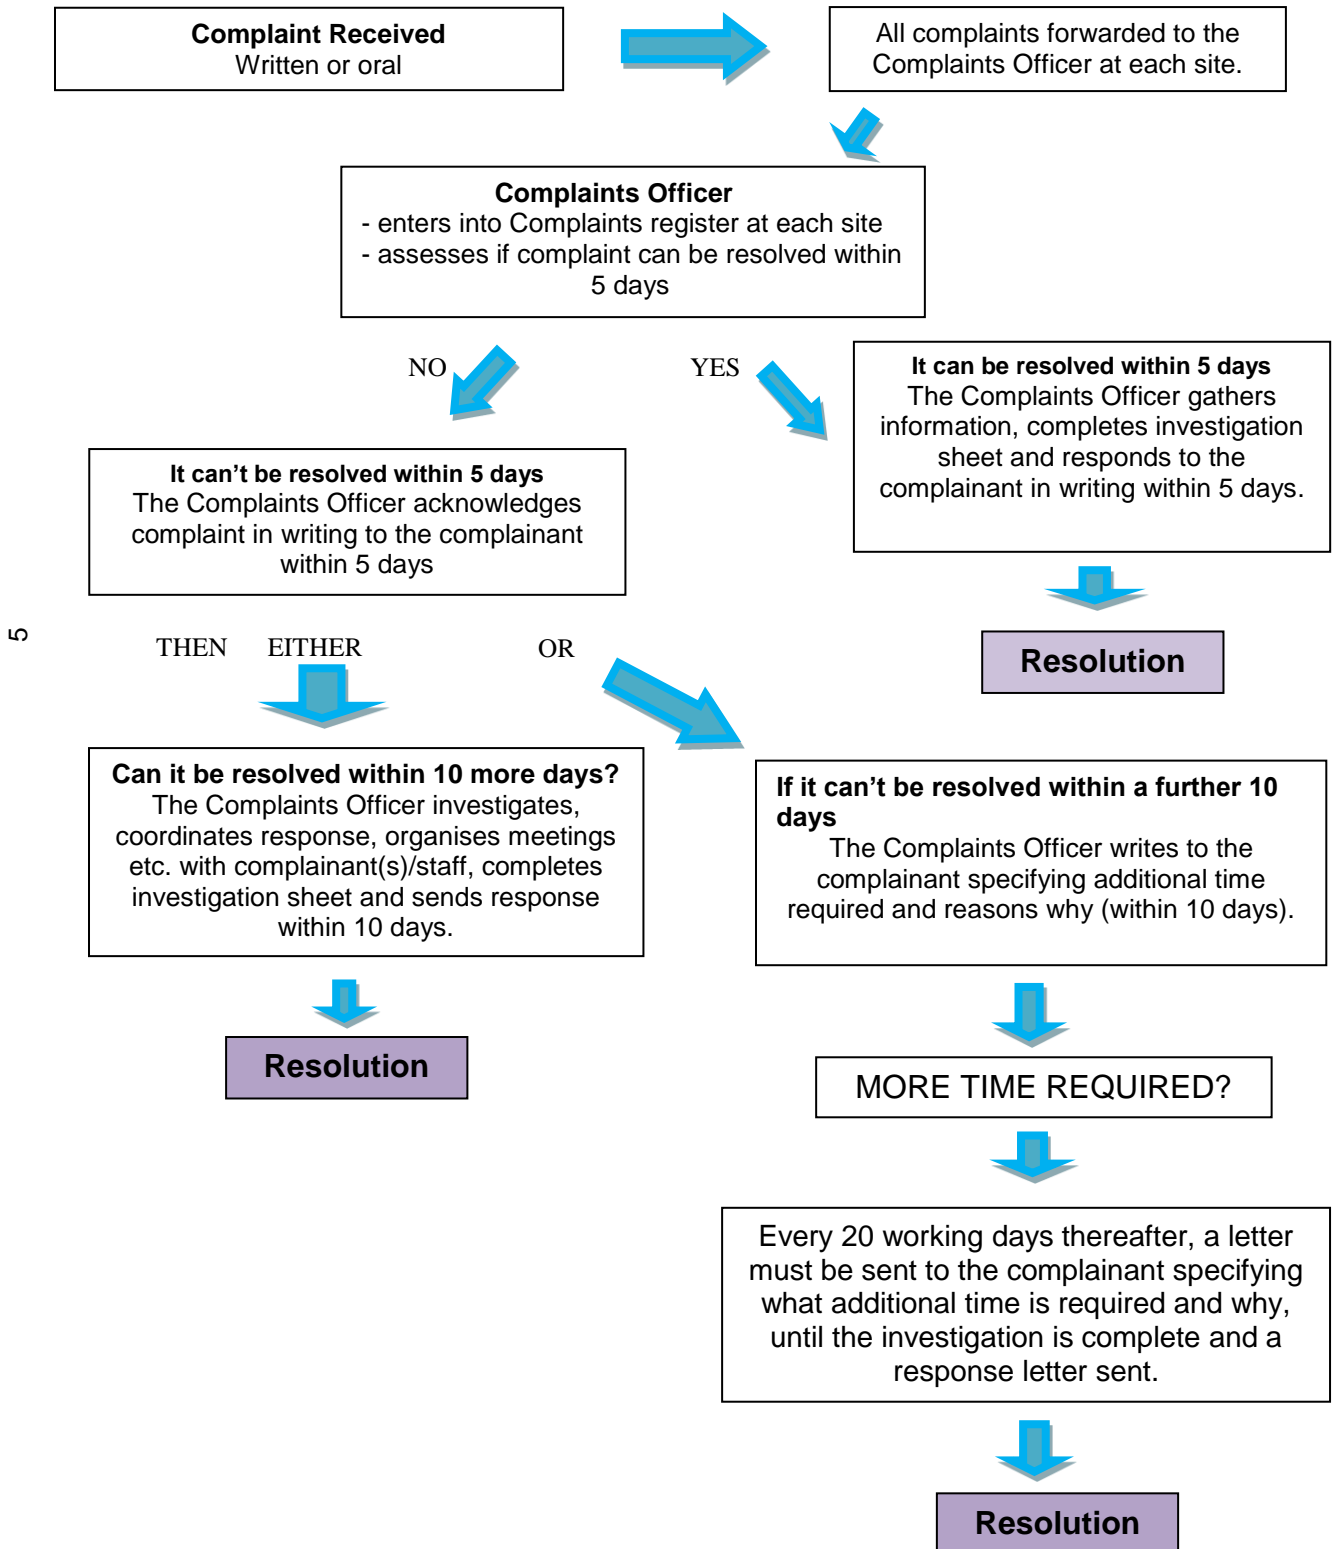 Complaint Received
Written or oral
All complaints forwarded to the
Complaints Officer at each site.
Complaints Officer
- enters into Complaints register at each site
- assesses if complaint can be resolved within
5 days
NO
YES
It can be resolved within 5 days
The Complaints Officer gathers
information, completes investigation
sheet and responds to the
complainant in writing within 5 days.
It can’t be resolved within 5 days
The Complaints Officer acknowledges
complaint in writing to the complainant
within 5 days
Resolution
5
THEN EITHER
OR
Can it be resolved within 10 more days?
The Complaints Officer investigates,
coordinates response, organises meetings
etc. with complainant(s)/staff, completes
investigation sheet and sends response
within 10 days.
If it can’t be resolved within a further 10
days
The Complaints Officer writes to the
complainant specifying additional time
required and reasons why (within 10 days).
Resolution
MORE TIME REQUIRED?
Every 20 working days thereafter, a letter
must be sent to the complainant specifying
what additional time is required and why,
until the investigation is complete and a
response letter sent.
Resolution